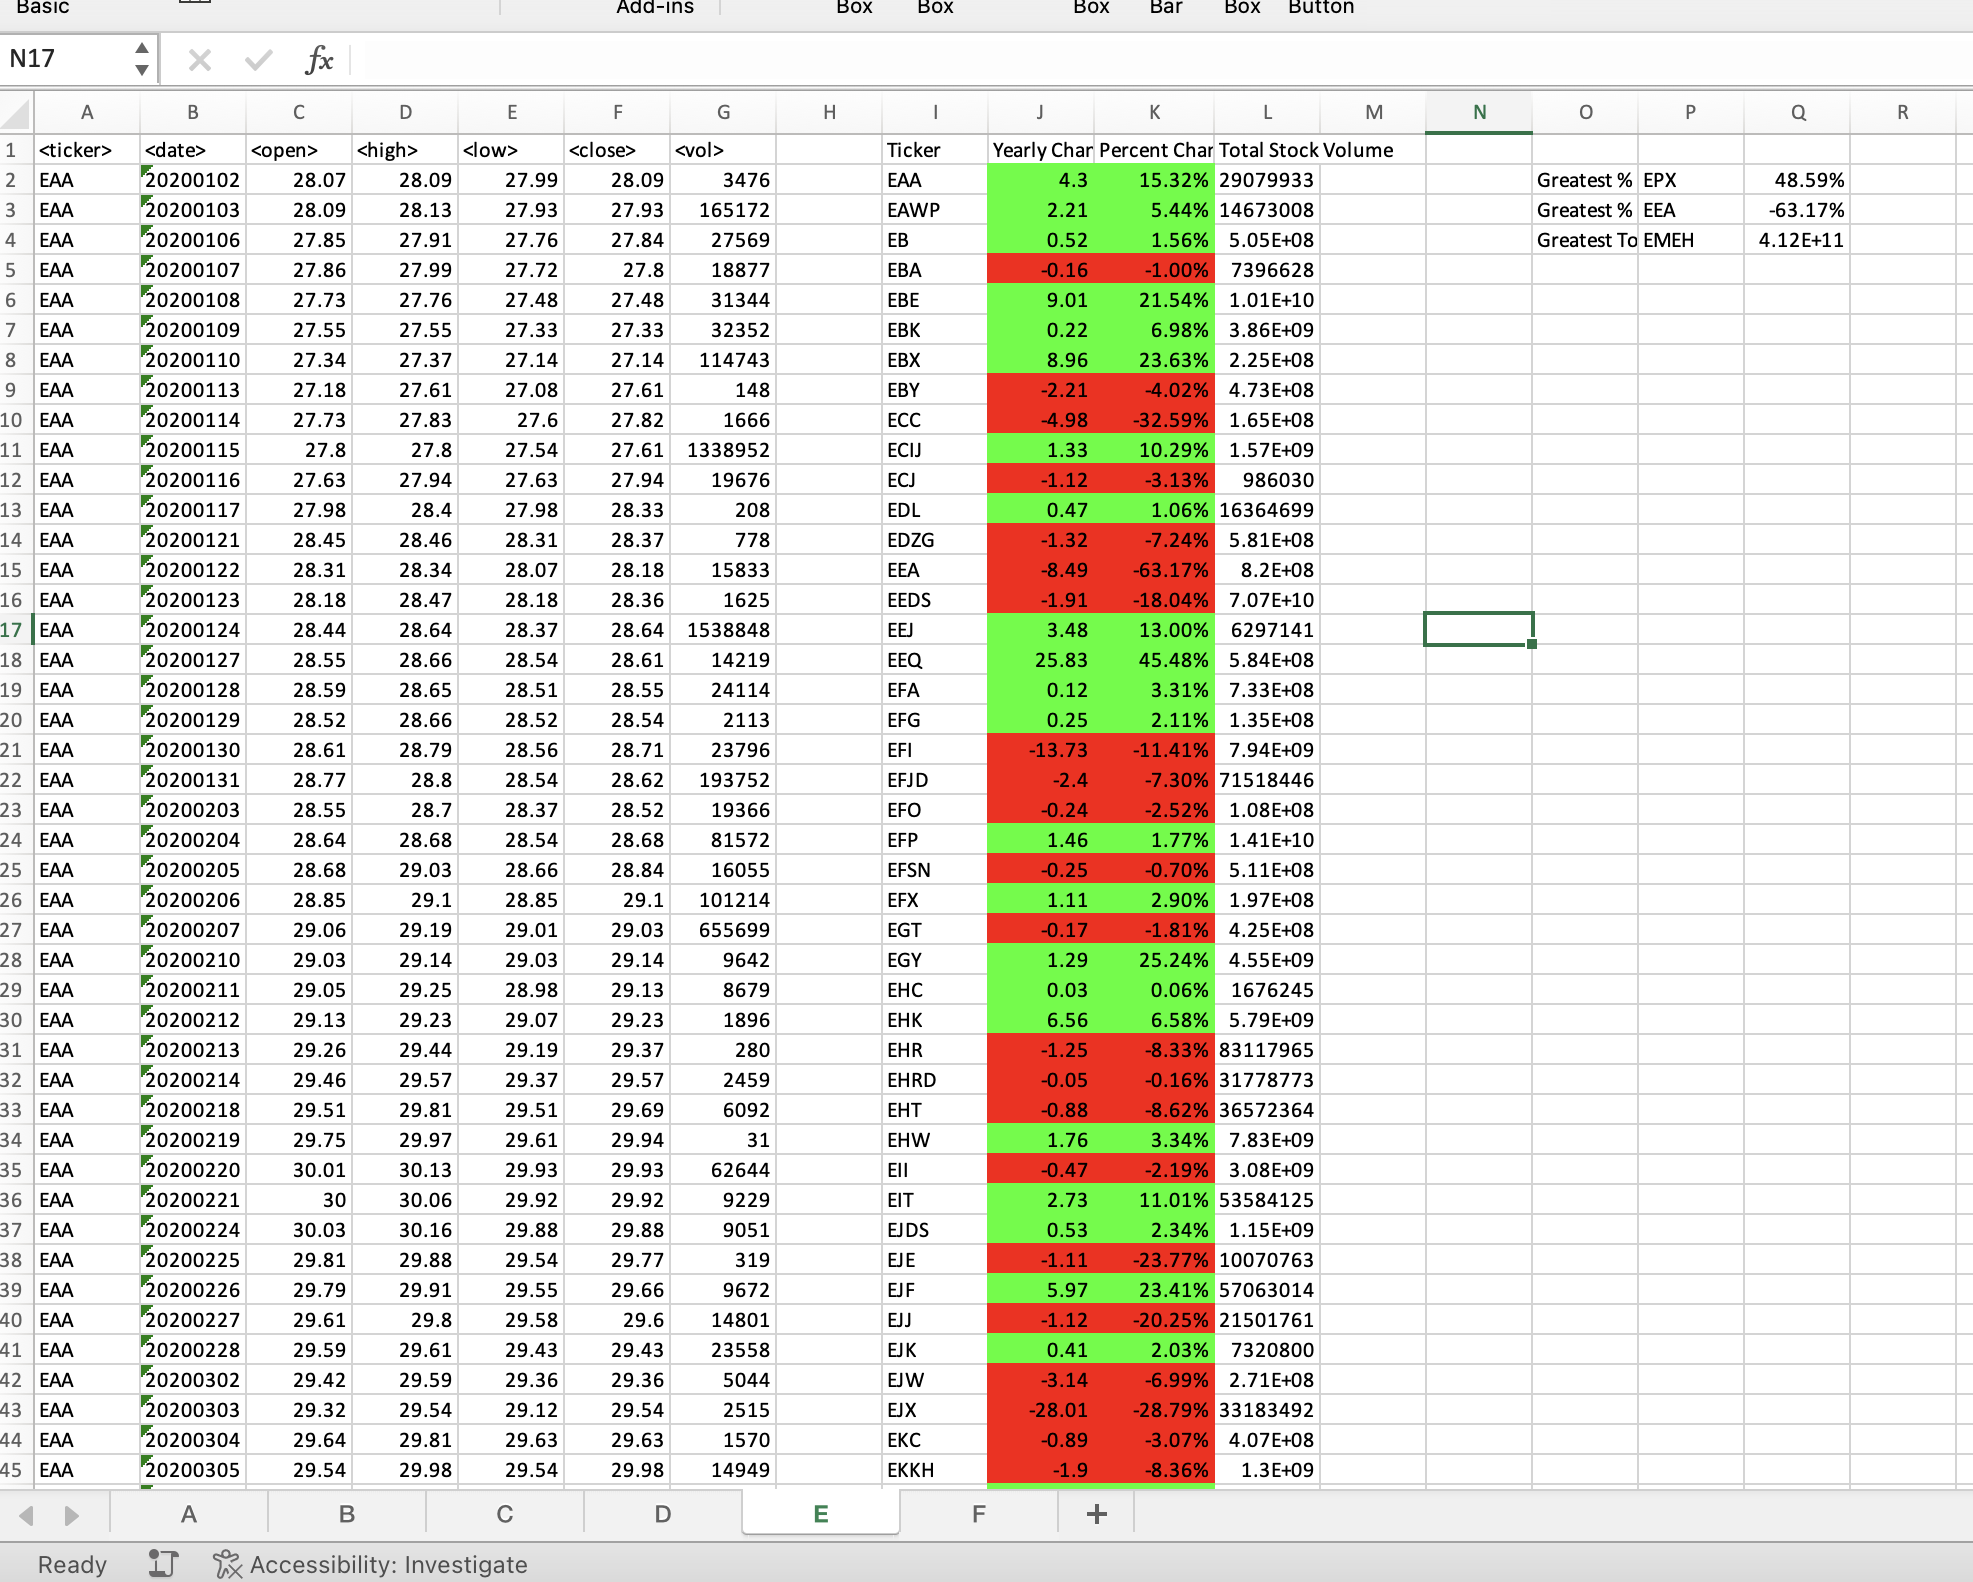 Basic Add-ins Box Box Box Bar Box Button
N17 fx
A B C D E F G H I J K L M N O P Q R
1 <ticker> <date> <open> <high> <low> <close> <vol> Ticker Yearly Char Percent Char Total Stock Volume
2 EAA 20200102 28.07 28.09 27.99 28.09 3476 EAA 4.3 15.32% 29079933 Greatest % EPX 48.59%
3 EAA 20200103 28.09 28.13 27.93 27.93 165172 EAWP 2.21 5.44% 14673008 Greatest % EEA -63.17%
4 EAA 20200106 27.85 27.91 27.76 27.84 27569 EB 0.52 1.56% 5.05E+08 Greatest To EMEH 4.12E+11
5 EAA 20200107 27.86 27.99 27.72 27.8 18877 EBA -0.16 -1.00% 7396628
6 EAA 20200108 27.73 27.76 27.48 27.48 31344 EBE 9.01 21.54% 1.01E+10
7 EAA 20200109 27.55 27.55 27.33 27.33 32352 EBK 0.22 6.98% 3.86E+09
8 EAA 20200110 27.34 27.37 27.14 27.14 114743 EBX 8.96 23.63% 2.25E+08
9 EAA 20200113 27.18 27.61 27.08 27.61 148 EBY -2.21 -4.02% 4.73E+08
10 EAA 20200114 27.73 27.83 27.6 27.82 1666 ECC -4.98 -32.59% 1.65E+08
11 EAA 20200115 27.8 27.8 27.54 27.61 1338952 ECIJ 1.33 10.29% 1.57E+09
12 EAA 20200116 27.63 27.94 27.63 27.94 19676 ECJ -1.12 -3.13% 986030
13 EAA 20200117 27.98 28.4 27.98 28.33 208 EDL 0.47 1.06% 16364699
14 EAA 20200121 28.45 28.46 28.31 28.37 778 EDZG -1.32 -7.24% 5.81E+08
15 EAA 20200122 28.31 28.34 28.07 28.18 15833 EEA -8.49 -63.17% 8.2E+08
16 EAA 20200123 28.18 28.47 28.18 28.36 1625 EEDS -1.91 -18.04% 7.07E+10
17 EAA 20200124 28.44 28.64 28.37 28.64 1538848 EEJ 3.48 13.00% 6297141
18 EAA 20200127 28.55 28.66 28.54 28.61 14219 EEQ 25.83 45.48% 5.84E+08
19 EAA 20200128 28.59 28.65 28.51 28.55 24114 EFA 0.12 3.31% 7.33E+08
20 EAA 20200129 28.52 28.66 28.52 28.54 2113 EFG 0.25 2.11% 1.35E+08
21 EAA 20200130 28.61 28.79 28.56 28.71 23796 EFI -13.73 -11.41% 7.94E+09
22 EAA 20200131 28.77 28.8 28.54 28.62 193752 EFJD -2.4 -7.30% 71518446
23 EAA 20200203 28.55 28.7 28.37 28.52 19366 EFO -0.24 -2.52% 1.08E+08
24 EAA 20200204 28.64 28.68 28.54 28.68 81572 EFP 1.46 1.77% 1.41E+10
25 EAA 20200205 28.68 29.03 28.66 28.84 16055 EFSN -0.25 -0.70% 5.11E+08
26 EAA 20200206 28.85 29.1 28.85 29.1 101214 EFX 1.11 2.90% 1.97E+08
27 EAA 20200207 29.06 29.19 29.01 29.03 655699 EGT -0.17 -1.81% 4.25E+08
28 EAA 20200210 29.03 29.14 29.03 29.14 9642 EGY 1.29 25.24% 4.55E+09
29 EAA 20200211 29.05 29.25 28.98 29.13 8679 EHC 0.03 0.06% 1676245
30 EAA 20200212 29.13 29.23 29.07 29.23 1896 EHK 6.56 6.58% 5.79E+09
31 EAA 20200213 29.26 29.44 29.19 29.37 280 EHR -1.25 -8.33% 83117965
32 EAA 20200214 29.46 29.57 29.37 29.57 2459 EHRD -0.05 -0.16% 31778773
33 EAA 20200218 29.51 29.81 29.51 29.69 6092 EHT -0.88 -8.62% 36572364
34 EAA 20200219 29.75 29.97 29.61 29.94 31 EHW 1.76 3.34% 7.83E+09
35 EAA 20200220 30.01 30.13 29.93 29.93 62644 EII -0.47 -2.19% 3.08E+09
36 EAA 20200221 30 30.06 29.92 29.92 9229 EIT 2.73 11.01% 53584125
37 EAA 20200224 30.03 30.16 29.88 29.88 9051 EJDS 0.53 2.34% 1.15E+09
38 EAA 20200225 29.81 29.88 29.54 29.77 319 EJE -1.11 -23.77% 10070763
39 EAA 20200226 29.79 29.91 29.55 29.66 9672 EJF 5.97 23.41% 57063014
40 EAA 20200227 29.61 29.8 29.58 29.6 14801 EJJ -1.12 -20.25% 21501761
41 EAA 20200228 29.59 29.61 29.43 29.43 23558 EJK 0.41 2.03% 7320800
42 EAA 20200302 29.42 29.59 29.36 29.36 5044 EJW -3.14 -6.99% 2.71E+08
43 EAA 20200303 29.32 29.54 29.12 29.54 2515 EJX -28.01 -28.79% 33183492
44 EAA 20200304 29.64 29.81 29.63 29.63 1570 EKC -0.89 -3.07% 4.07E+08
45 EAA 20200305 29.54 29.98 29.54 29.98 14949 EKKH -1.9 -8.36% 1.3E+09
A B C D E F +
Ready Accessibility: Investigate